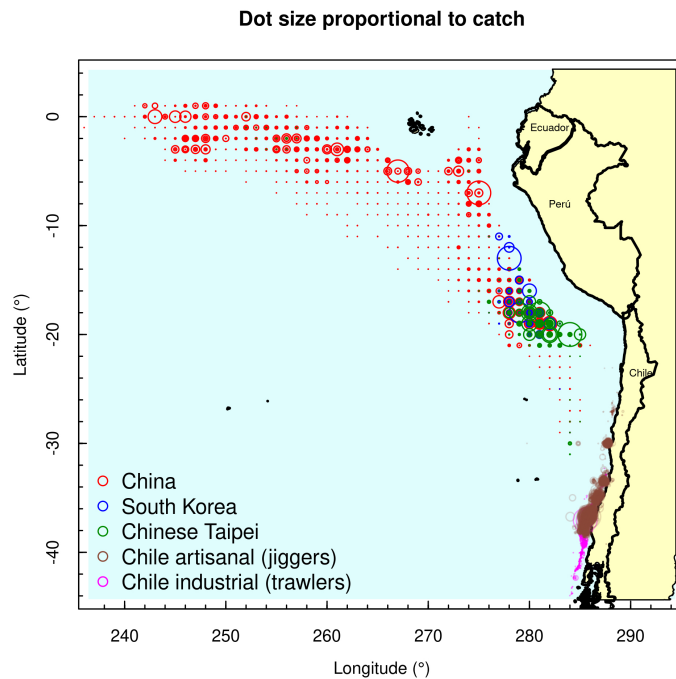 Dot size proportional to catch
Ecuador
Perú
Chile
0
-10
-20
-30
-40
Latitude (°)
China
South Korea
Chinese Taipei
Chile artisanal (jiggers)
Chile industrial (trawlers)
240
250
260
270
280
290
Longitude (°)